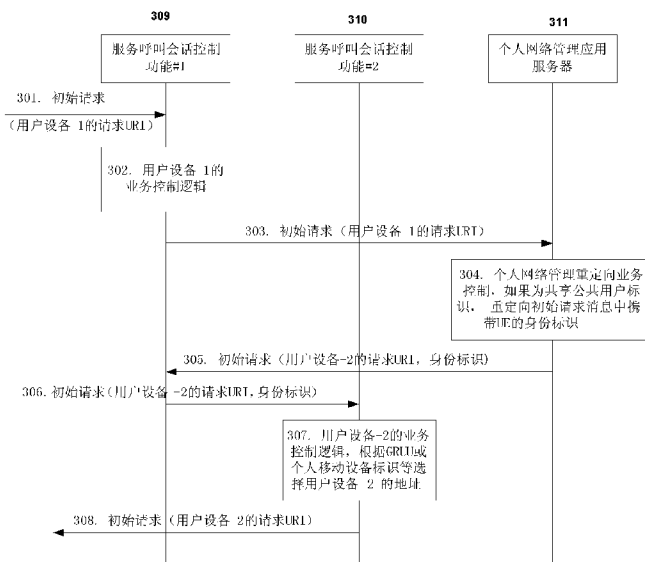 309
310
311
服务呼叫会话控制
功能#1
服务呼叫会话控制
功能#2
个人网络管理应用
服务器
301. 初始请求
(用户设备 1的请求URI)
302. 用户设备 1的
业务控制逻辑
303. 初始请求 (用户设备 1的请求URI)
304. 个人网络管理重定向业务
控制, 如果为共享公共用户标
识, 重定向初始请求消息中携
带UE的身份标识
305. 初始请求 (用户设备-2的请求URI, 身份标识)
306.初始请求(用户设备 -2的请求URI,身份标识)
307. 用户设备-2的业务
控制逻辑, 根据GRUU或
个人移动设备标识等选
择用户设备 2 的地址
308. 初始请求 (用户设备 2的请求URI)